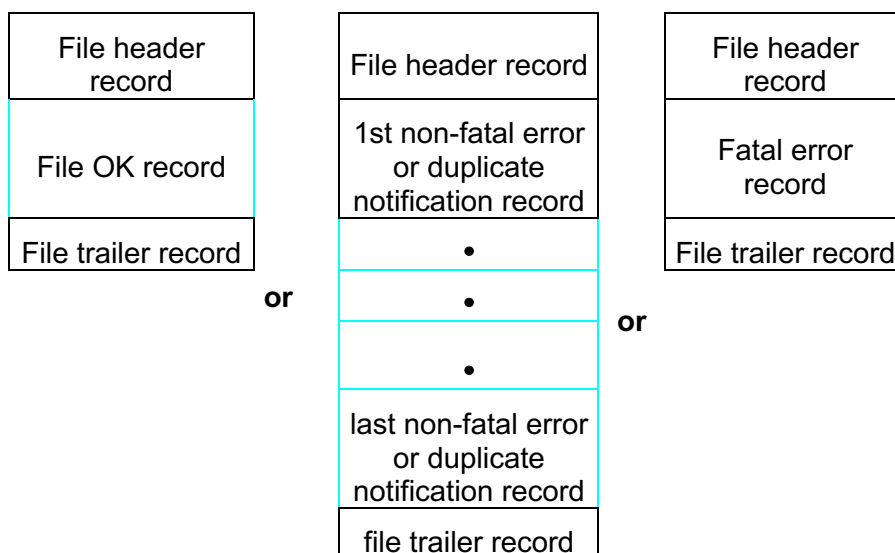 File header
record
File OK record
File trailer record
or
File header record
1st non-fatal error
or duplicate
notification record
•
•
•
last non-fatal error
or duplicate
notification record
file trailer record
or
File header
record
Fatal error
record
File trailer record